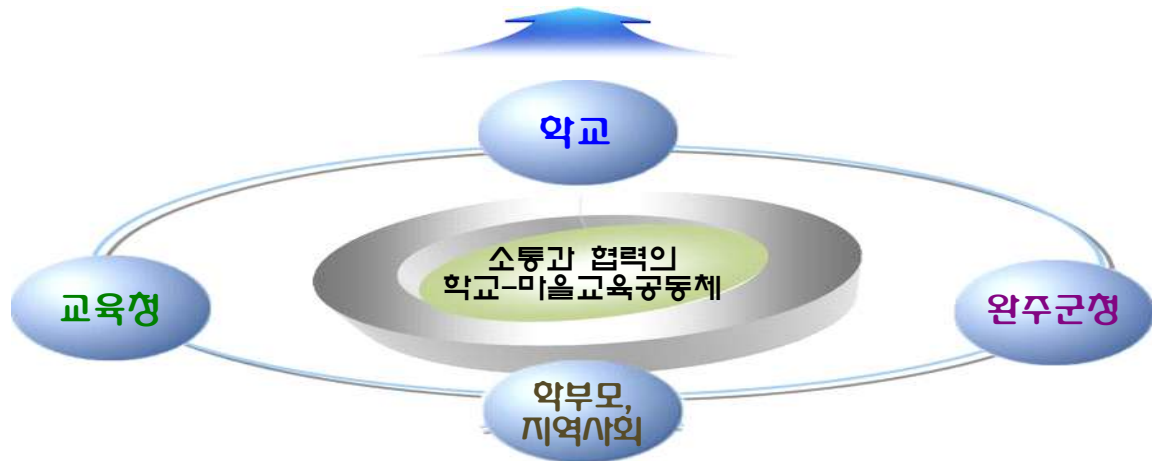 학교
소통과 협력의
학교-마을교육공동체
교육청
완주군청
학부모,
지역사회